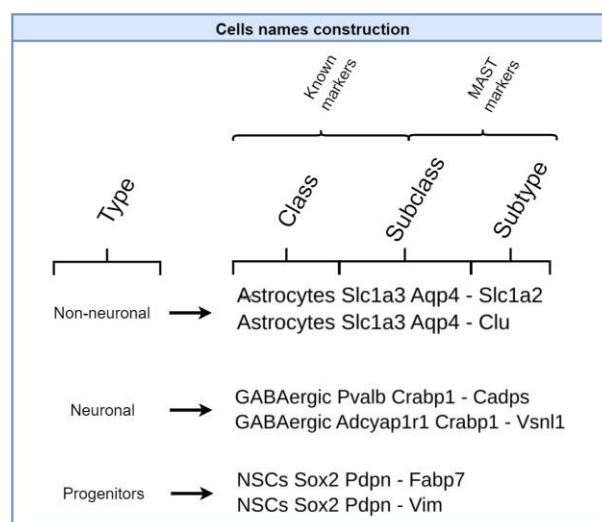 Cells names construction
Known
markers
MAST
markers
Type
Class
Subclass
Subtype
Non-neuronal
Astrocytes Slc1a3 Aqp4 - Slc1a2
Astrocytes Slc1a3 Aqp4 - Clu
Neuronal
GABAergic Pvalb Crabp1 - Cadps
GABAergic Adcyap1r1 Crabp1 - Vsnl1
Progenitors
NSCs Sox2 Pdpn - Fabp7
NSCs Sox2 Pdpn - Vim